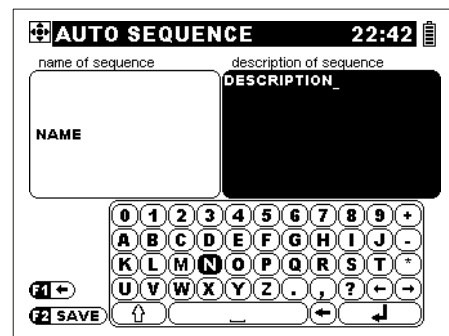 AUTO SEQUENCE 22:42
name of sequence description of sequence
DESCRIPTION_
NAME
0 1 2 3 4 5 6 7 8 9 +
A B C D E F G H I J -
K L M N O P Q R S T *
F1 ← U V W X Y Z . , ? ← →
F2 SAVE